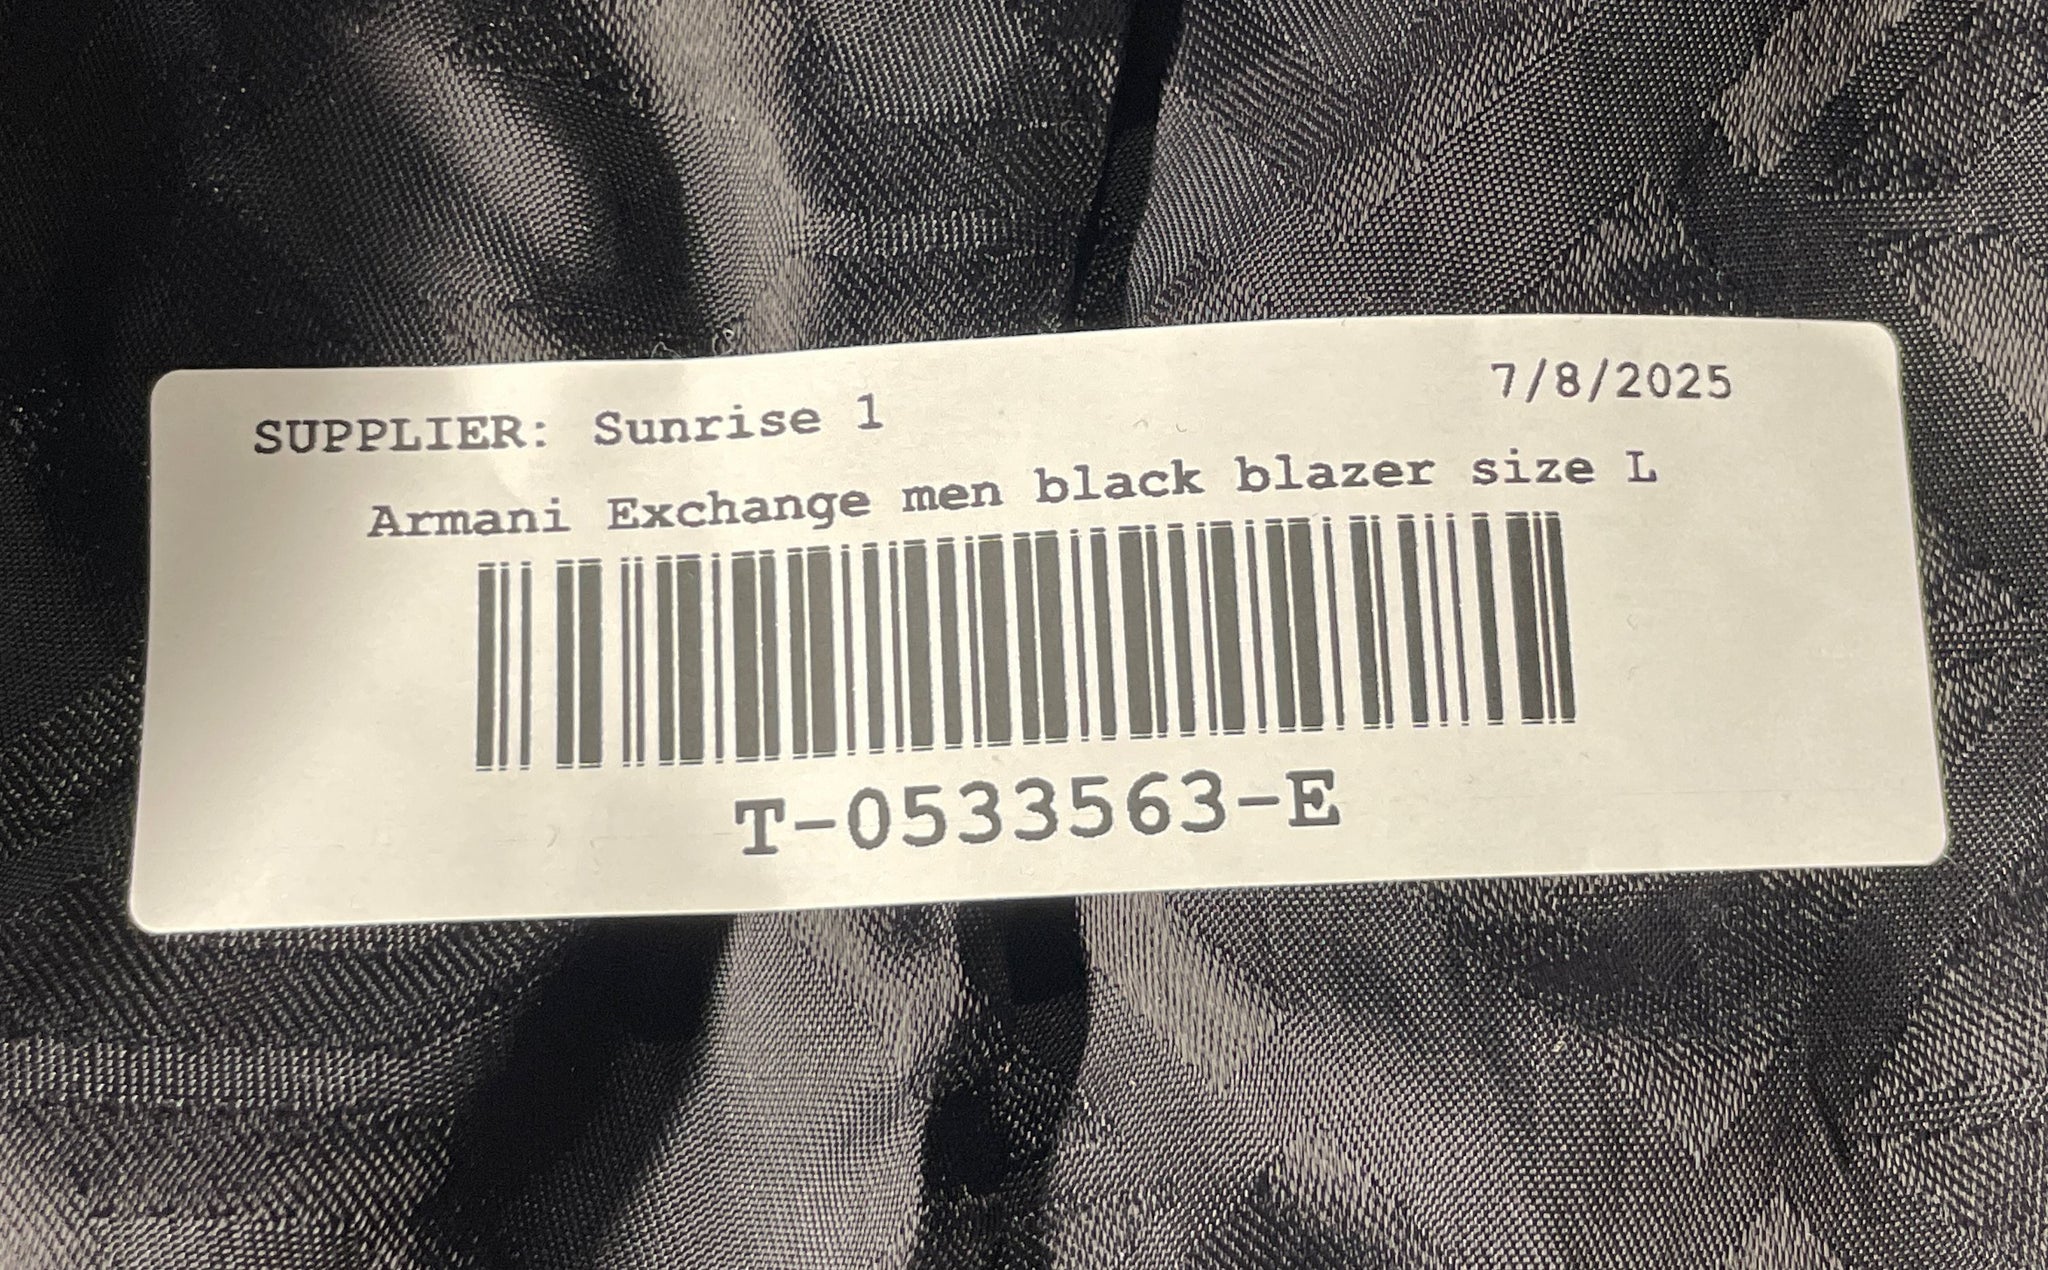 SUPPLIER: Sunrise 1 7/8/2025
Armani Exchange men black blazer size L
T-0533563-E